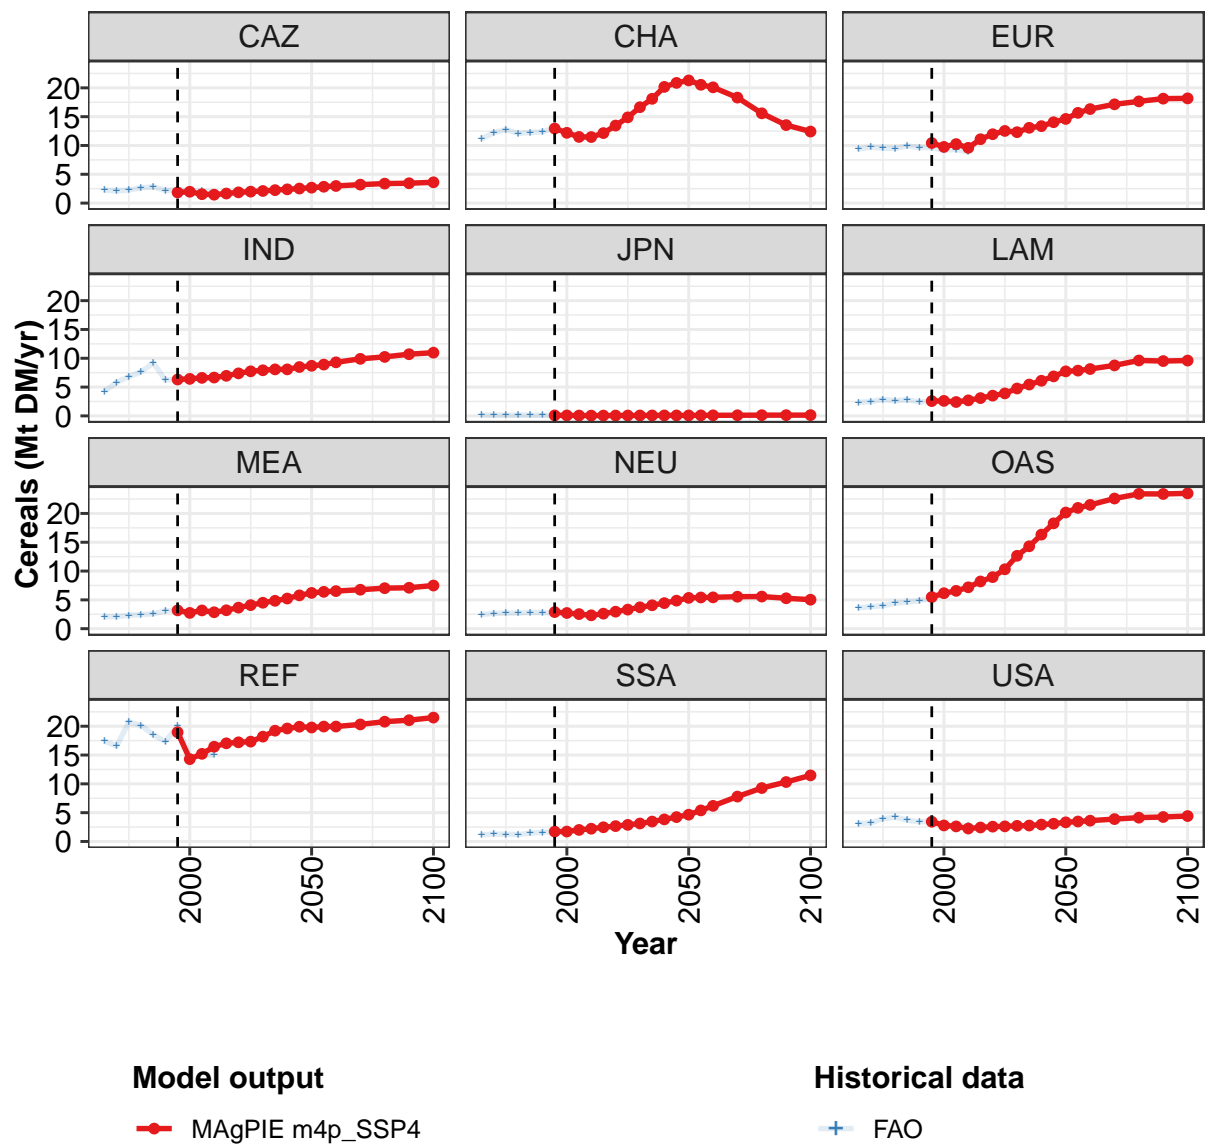 CAZ CHA EUR
20
15
10
5
0
IND JPN LAM
20
15
10
5
0
MEA NEU OAS
20
15
10
5
0
REF SSA USA
20
15
10
5
0
Cereals (Mt DM/yr)
2000 2050 2100 2000 2050 2100 2000 2050 2100
Year
Model output Historical data
MAgPIE m4p_SSP4 FAO